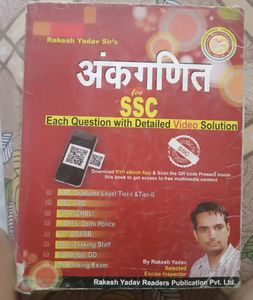 Rakesh Yadav Sir's
अंकगणित
for
SSC
Each Question with Detailed Video Solution
Download RYP eBook App & Scan the QR code Present inside
this book to get access to free multimedia content
SSC
Graduate Level Tier-I &Tier-II
CPO
Delhi Police
Tasking Staff
GD
Exam
By Rakesh Yadav
Selected
Excise Inspector
Rakesh Yadav Readers Publication Pvt. Ltd.